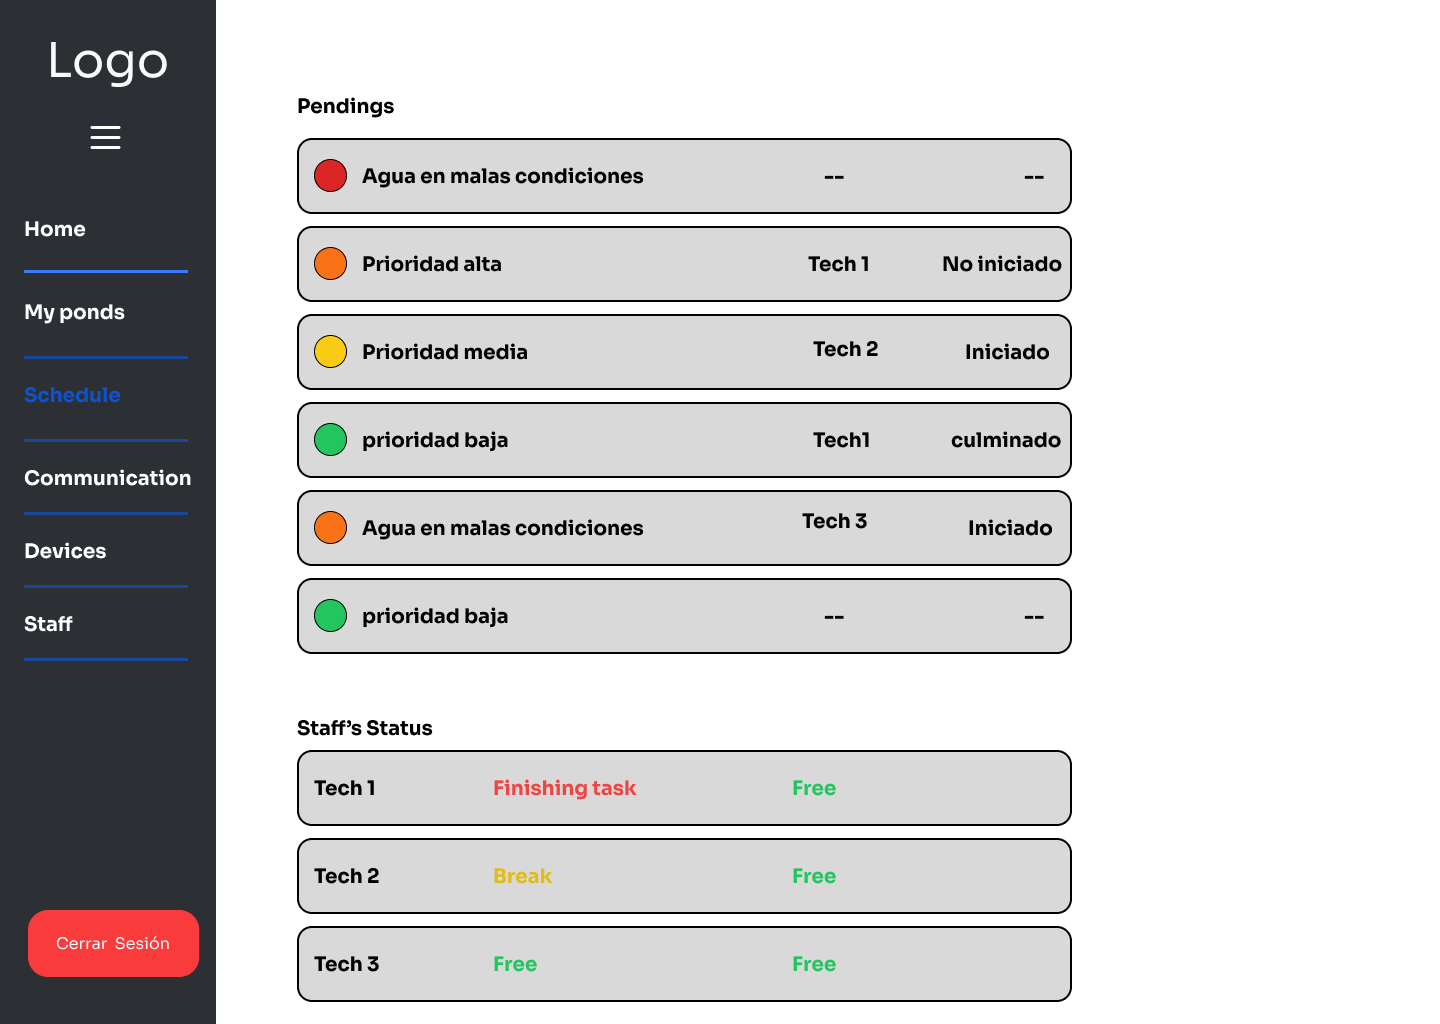 Logo
Home
My ponds
Schedule
Communication
Devices
Staff
Cerrar Sesión
Pendings
Agua en malas condiciones -- --
Prioridad alta Tech 1 No iniciado
Prioridad media Tech 2 Iniciado
prioridad baja Tech1 culminado
Agua en malas condiciones Tech 3 Iniciado
prioridad baja -- --
Staff’s Status
Tech 1 Finishing task Free
Tech 2 Break Free
Tech 3 Free Free